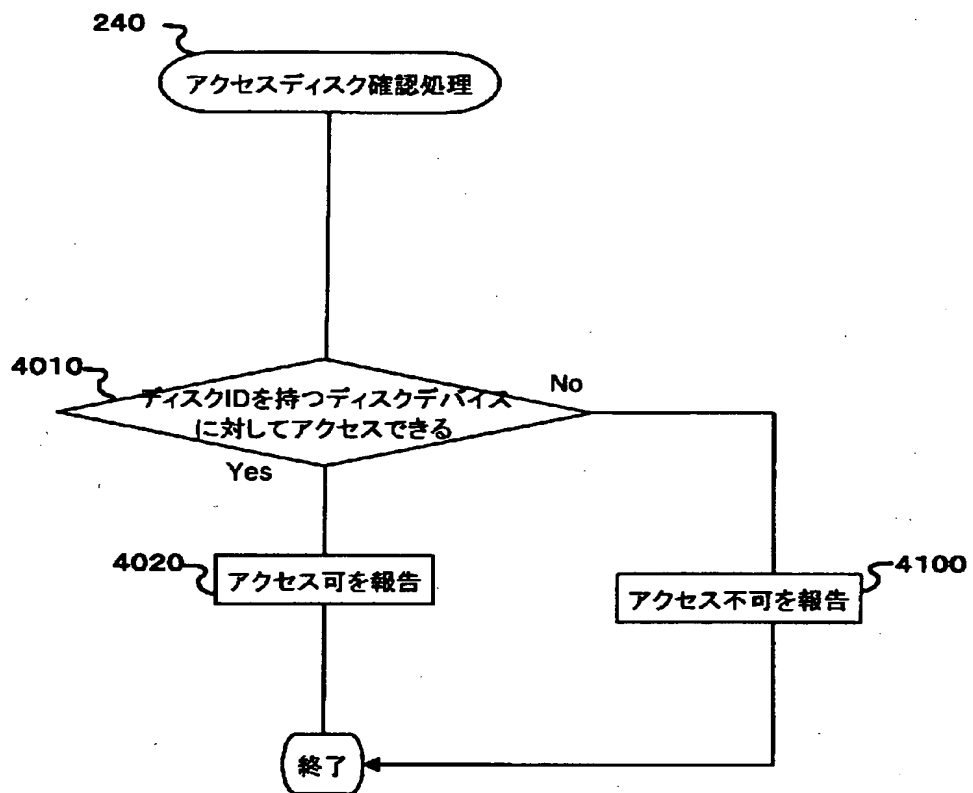 240
アクセスディスク確認処理
4010
ディスクIDを持つディスクデバイス
に対してアクセスできる
No
Yes
4020
アクセス可を報告
4100
アクセス不可を報告
終了